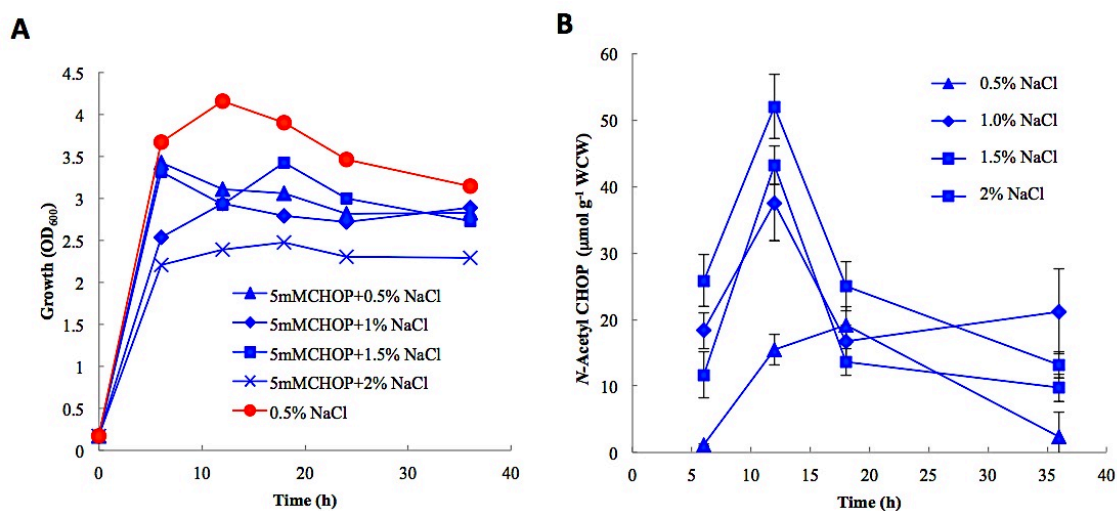 A
Growth (OD600)
4.5
4
3.5
3
2.5
2
1.5
1
0.5
0
5mMCHOP+0.5% NaCl
5mMCHOP+1% NaCl
5mMCHOP+1.5% NaCl
5mMCHOP+2% NaCl
0.5% NaCl
0 10 20 30 40
Time (h)
B
N-Acetyl CHOP (μmol g-1 WCW)
60
50
40
30
20
10
0
0.5% NaCl
1.0% NaCl
1.5% NaCl
2% NaCl
0 5 10 15 20 25 30 35 40
Time (h)